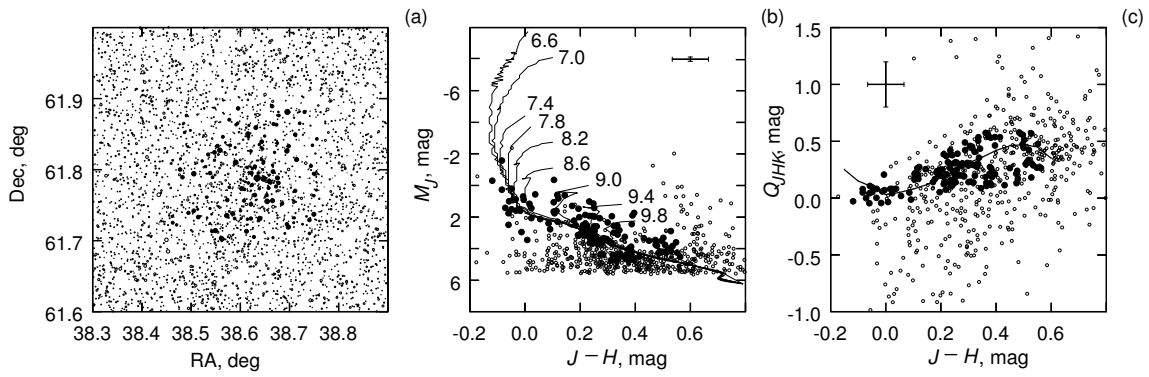 (a)
(b)
(c)
Dec, deg
61.9
61.8
61.8
61.7
61.6
38.3 38.4 38.5 38.6 38.7 38.8
RA, deg
M_J, mag
-6
-2
2
6
-0.2 0.0 0.2 0.4 0.6
J – H, mag
6.6
7.0
7.4
7.8
8.2
8.6
9.0
9.4
9.8
Q_JHK mag
1.5
1.0
0.5
0.0
-0.5
-1.0
-0.2 0.0 0.2 0.4 0.6
J – H, mag